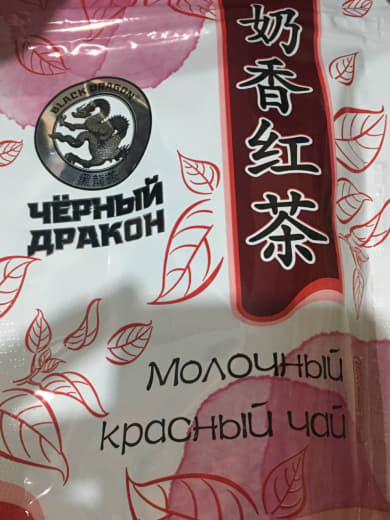 BLACK DRAGON
黑龍茶
ЧЁРНЫЙ
ДРАКОН
奶香红茶
Молочный
красный чай